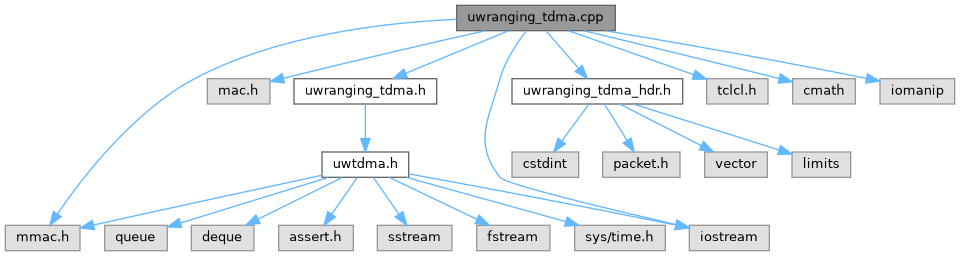 uwranging_tdma.cpp
mac.h
uwranging_tdma.h
uwranging_tdma_hdr.h
tclcl.h
cmath
iomanip
uwtdma.h
cstdint
packet.h
vector
limits
mmac.h
queue
deque
assert.h
sstream
fstream
sys/time.h
iostream